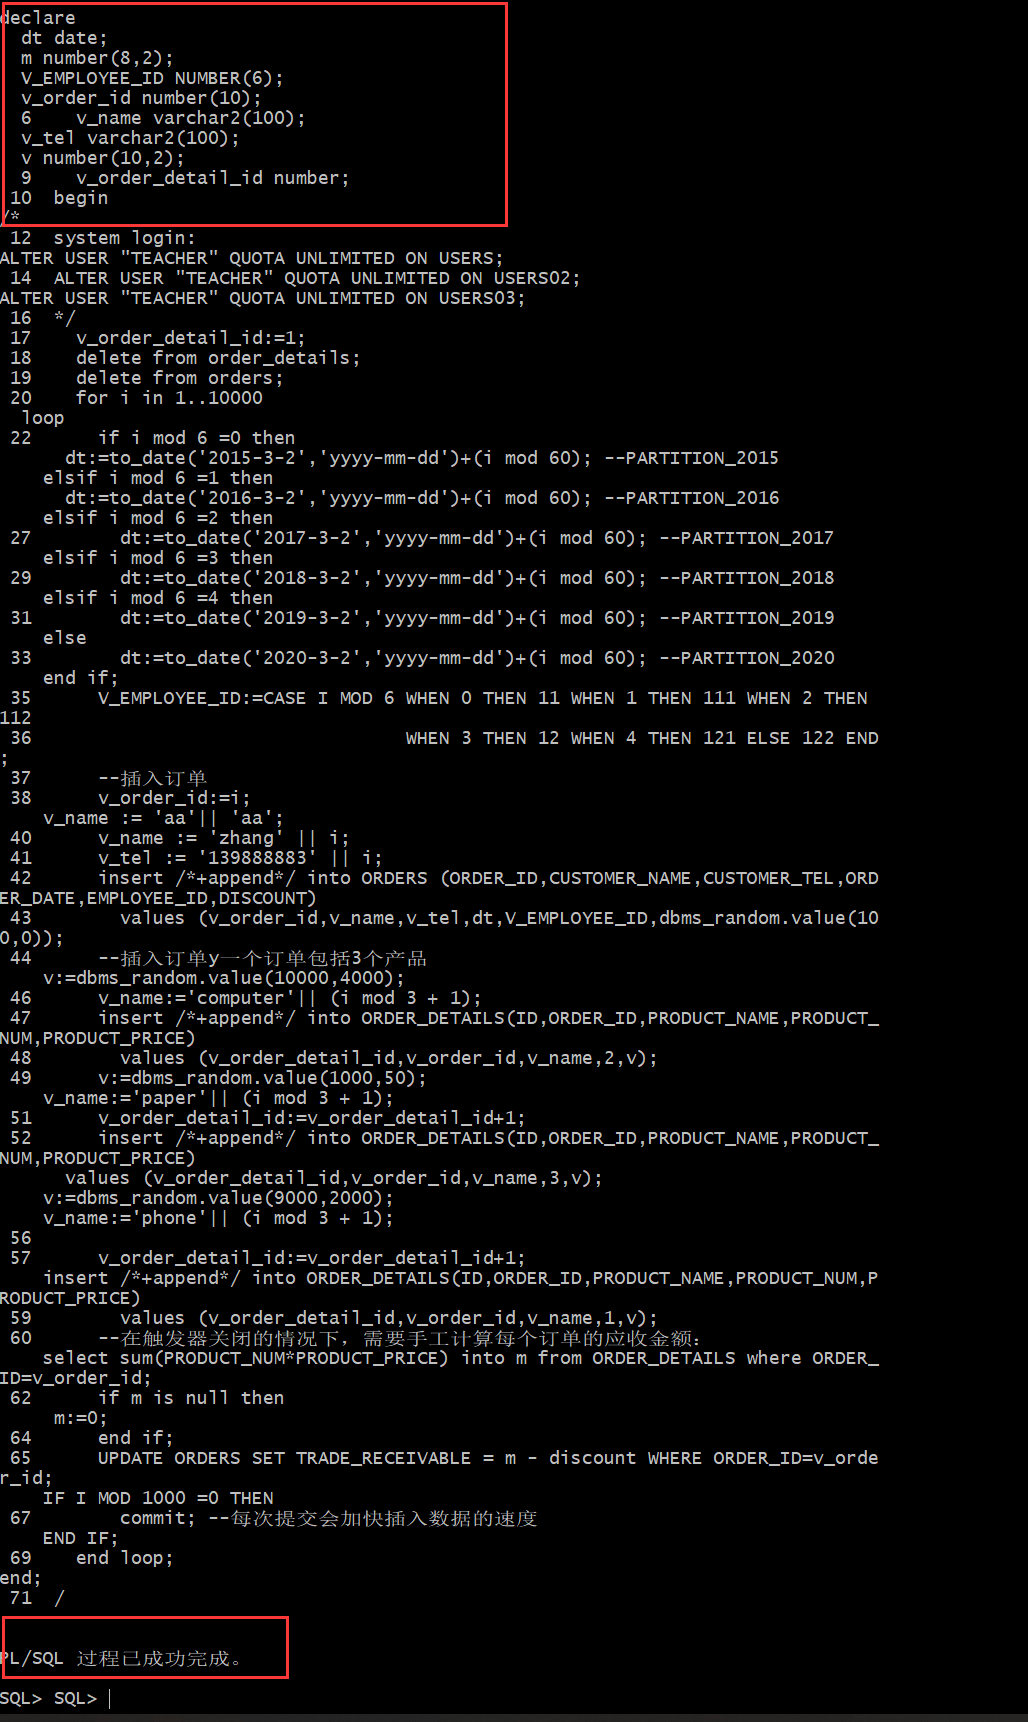 declare
  dt date;
  m number(8,2);
  V_EMPLOYEE_ID NUMBER(6);
  v_order_id number(10);
  6    v_name varchar2(100);
  v_tel varchar2(100);
  v number(10,2);
  9    v_order_detail_id number;
 10  begin
/*
 12  system login:
ALTER USER "TEACHER" QUOTA UNLIMITED ON USERS;
 14  ALTER USER "TEACHER" QUOTA UNLIMITED ON USERS02;
ALTER USER "TEACHER" QUOTA UNLIMITED ON USERS03;
 16  */
 17    v_order_detail_id:=1;
 18    delete from order_details;
 19    delete from orders;
 20    for i in 1..10000
  loop
 22      if i mod 6 =0 then
      dt:=to_date('2015-3-2','yyyy-mm-dd')+(i mod 60); --PARTITION_2015
    elsif i mod 6 =1 then
      dt:=to_date('2016-3-2','yyyy-mm-dd')+(i mod 60); --PARTITION_2016
    elsif i mod 6 =2 then
 27        dt:=to_date('2017-3-2','yyyy-mm-dd')+(i mod 60); --PARTITION_2017
    elsif i mod 6 =3 then
 29        dt:=to_date('2018-3-2','yyyy-mm-dd')+(i mod 60); --PARTITION_2018
    elsif i mod 6 =4 then
 31        dt:=to_date('2019-3-2','yyyy-mm-dd')+(i mod 60); --PARTITION_2019
    else
 33        dt:=to_date('2020-3-2','yyyy-mm-dd')+(i mod 60); --PARTITION_2020
    end if;
 35      V_EMPLOYEE_ID:=CASE I MOD 6 WHEN 0 THEN 11 WHEN 1 THEN 111 WHEN 2 THEN
112
 36                                  WHEN 3 THEN 12 WHEN 4 THEN 121 ELSE 122 END
;
 37      --插入订单
 38      v_order_id:=i;
    v_name := 'aa'|| 'aa';
 40      v_name := 'zhang' || i;
 41      v_tel := '139888883' || i;
 42      insert /*+append*/ into ORDERS (ORDER_ID,CUSTOMER_NAME,CUSTOMER_TEL,ORD
ER_DATE,EMPLOYEE_ID,DISCOUNT)
 43        values (v_order_id,v_name,v_tel,dt,V_EMPLOYEE_ID,dbms_random.value(10
0,0));
 44      --插入订单y一个订单包括3个产品
    v:=dbms_random.value(10000,4000);
 46      v_name:='computer'|| (i mod 3 + 1);
 47      insert /*+append*/ into ORDER_DETAILS(ID,ORDER_ID,PRODUCT_NAME,PRODUCT_
NUM,PRODUCT_PRICE)
 48        values (v_order_detail_id,v_order_id,v_name,2,v);
 49      v:=dbms_random.value(1000,50);
    v_name:='paper'|| (i mod 3 + 1);
 51      v_order_detail_id:=v_order_detail_id+1;
 52      insert /*+append*/ into ORDER_DETAILS(ID,ORDER_ID,PRODUCT_NAME,PRODUCT_
NUM,PRODUCT_PRICE)
      values (v_order_detail_id,v_order_id,v_name,3,v);
    v:=dbms_random.value(9000,2000);
    v_name:='phone'|| (i mod 3 + 1);
 56
 57      v_order_detail_id:=v_order_detail_id+1;
    insert /*+append*/ into ORDER_DETAILS(ID,ORDER_ID,PRODUCT_NAME,PRODUCT_NUM,P
RODUCT_PRICE)
 59        values (v_order_detail_id,v_order_id,v_name,1,v);
 60      --在触发器关闭的情况下，需要手工计算每个订单的应收金额：
    select sum(PRODUCT_NUM*PRODUCT_PRICE) into m from ORDER_DETAILS where ORDER_
ID=v_order_id;
 62      if m is null then
     m:=0;
 64      end if;
 65      UPDATE ORDERS SET TRADE_RECEIVABLE = m - discount WHERE ORDER_ID=v_orde
r_id;
    IF I MOD 1000 =0 THEN
 67        commit; --每次提交会加快插入数据的速度
    END IF;
 69    end loop;
end;
 71  /
PL/SQL 过程已成功完成。
SQL> SQL>